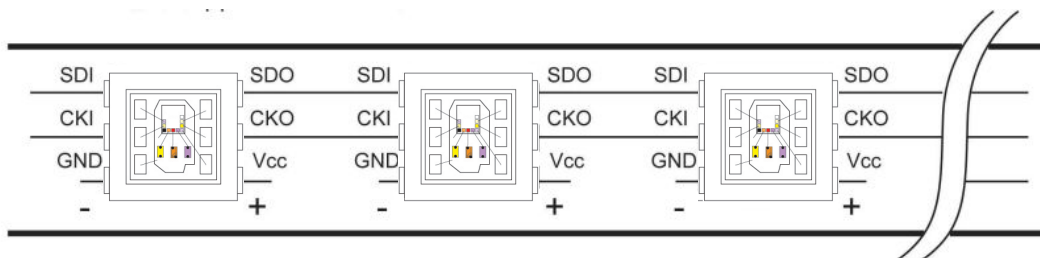 SDI SDO SDI SDO SDI SDO
CKI CKO CKI CKO CKI CKO
GND Vcc GND Vcc GND Vcc
- + - + - +